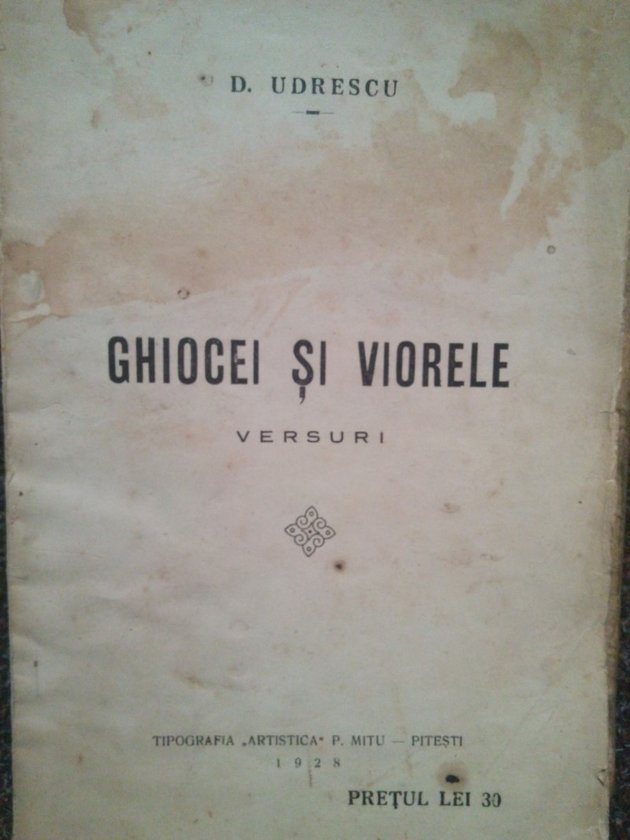 D. UDRESCU
GHIOCEI ȘI VIORELE
VERSURI
TIPOGRAFIA „ARTISTICA“ P. MITU — PITEȘTI
1928
PREȚUL LEI 30